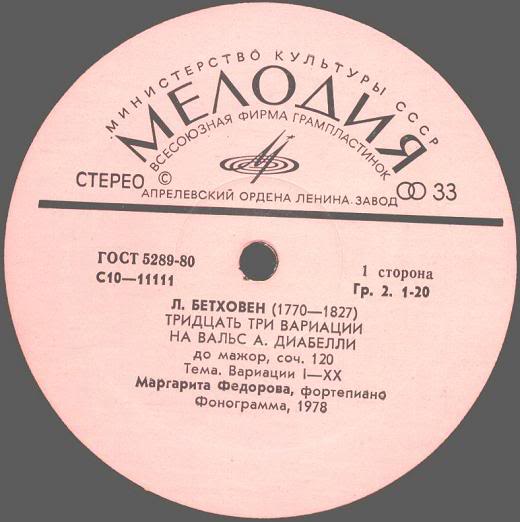 МИНИСТЕРСТВО КУЛЬТУРЫ СССР
МЕЛОДИЯ
ВСЕСОЮЗНАЯ ФИРМА ГРАМПЛАСТИНОК
СТЕРЕО ©
33
АПРЕЛЕВСКИЙ ОРДЕНА ЛЕНИНА ЗАВОД
ГОСТ 5289-80
С10—11111
1 сторона
Гр. 2. 1-20
Л. БЕТХОВЕН (1770—1827)
ТРИДЦАТЬ ТРИ ВАРИАЦИИ
НА ВАЛЬС А. ДИАБЕЛЛИ
до мажор, соч. 120
Тема. Вариации I—XX
Маргарита Федорова, фортепиано
Фонограмма, 1978